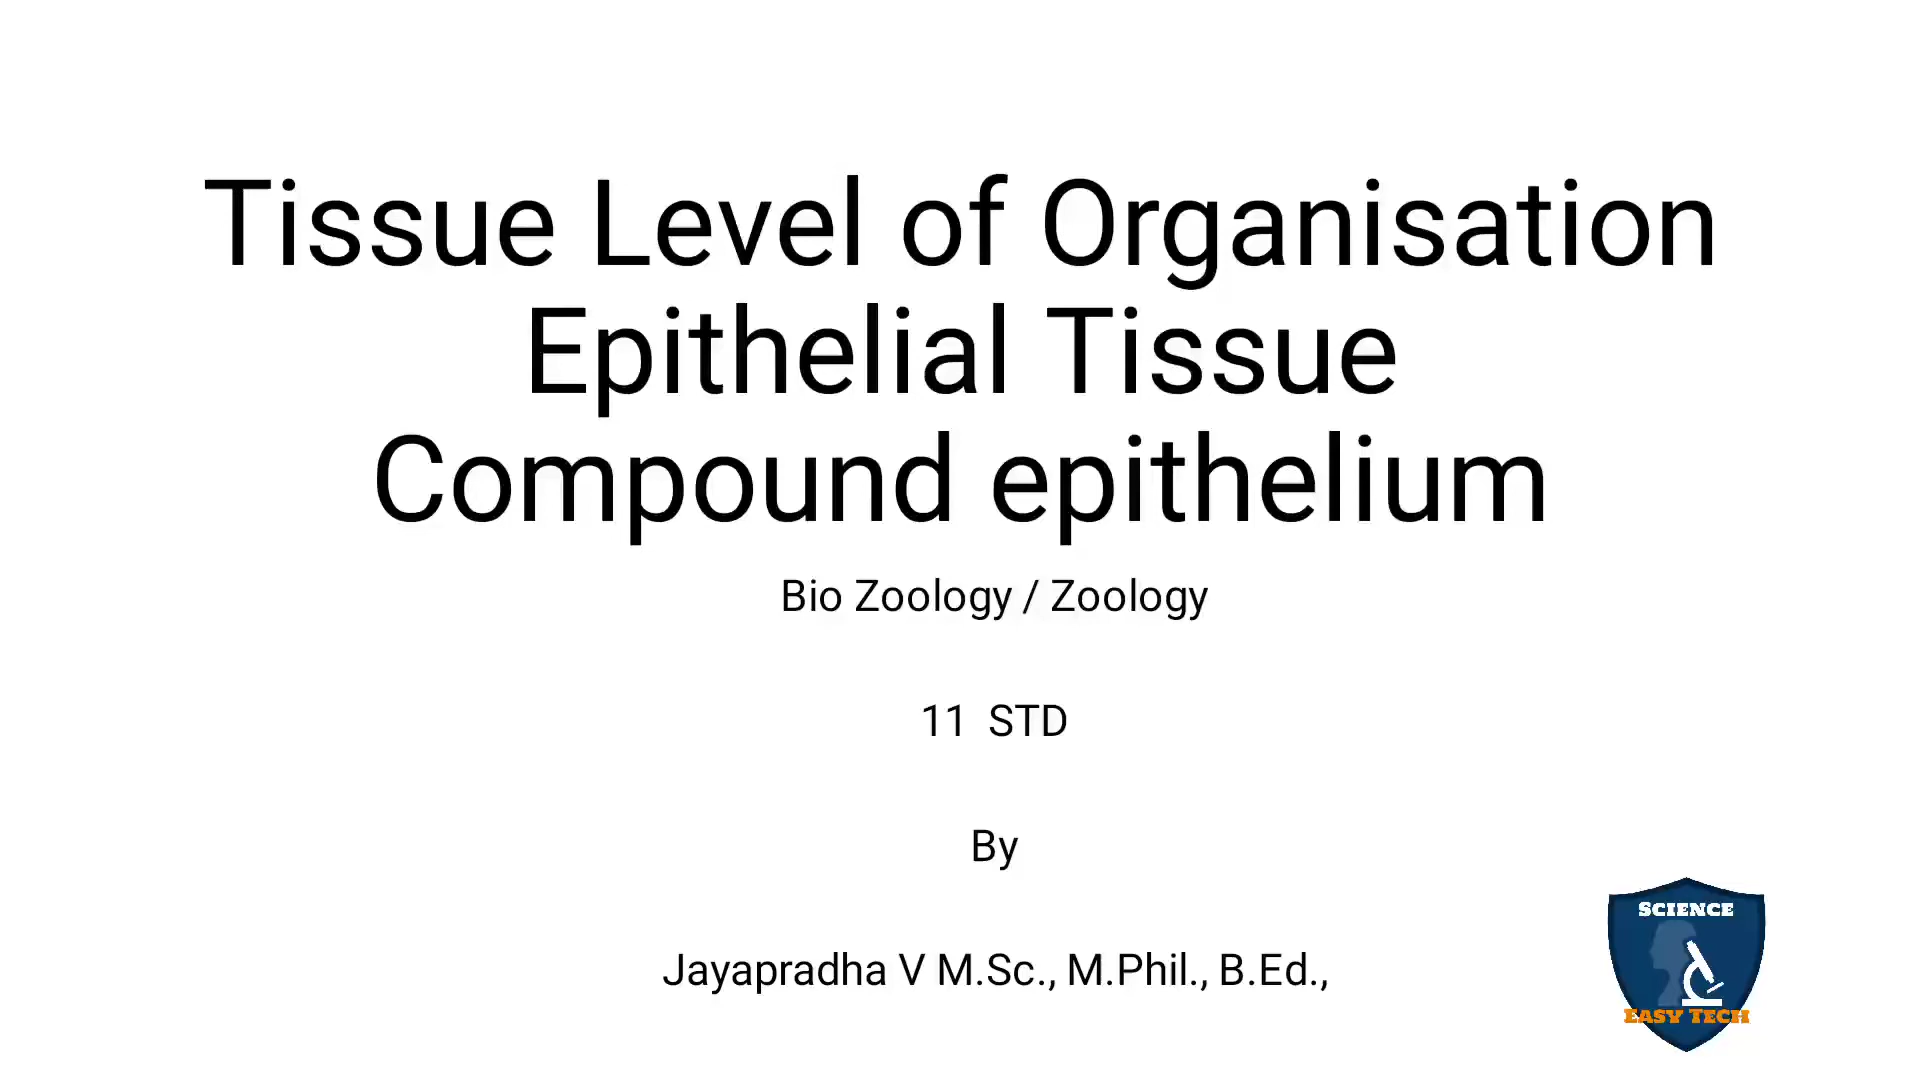 Tissue Level of Organisation
Epithelial Tissue
Compound epithelium
Bio Zoology / Zoology
11 STD
By
Jayapradha V M.Sc., M.Phil., B.Ed.,
SCIENCE
EASY TECH